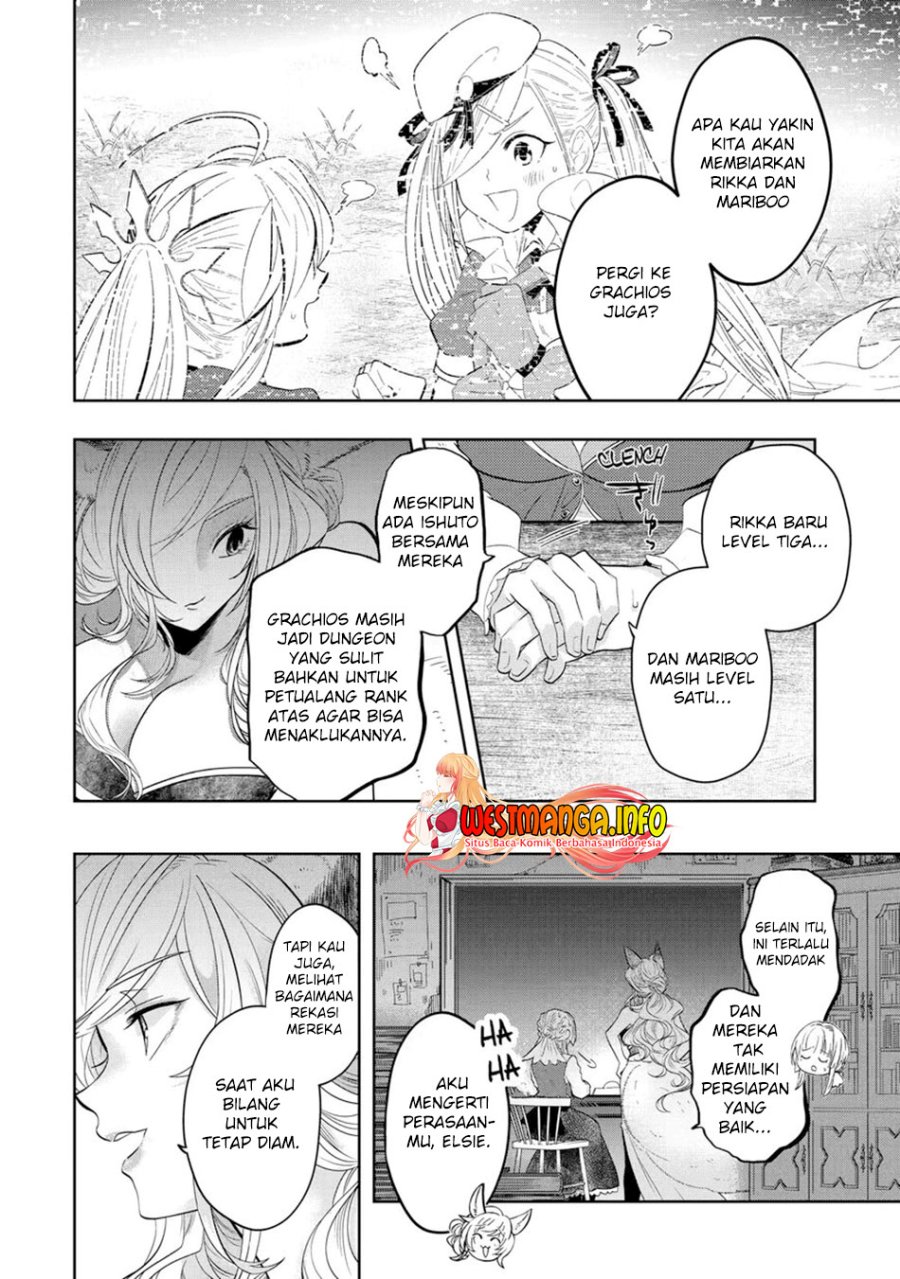 APA KAU YAKIN
KITA AKAN
MEMBIARKAN
RIKKA DAN
MARIBOO
PERGI KE
GRACHIOS
JUGA?
CLENCH
ぎゅっ
RIKKA BARU
LEVEL TIGA...
DAN MARIBOO
MASIH LEVEL
SATU...
MESKIPUN
ADA ISHUTO
BERSAMA
MEREKA
GRACHIOS MASIH
JADI DUNGEON
YANG SULIT
BAHKAN UNTUK
PETUALANG RANK
ATAS AGAR BISA
MENAKLUKANNYA.
WESTMANGA.INFO
Situs Baca Komik Berbahasa Indonesia
SELAIN ITU,
INI TERLALU
MENDADAK
DAN
MEREKA
TAK
MEMILIKI
PERSIAPAN
YANG
BAIK...
HA
HA
AKU
MENGERTI
PERASAAN-
MU, ELSIE.
TAPI KAU
JUGA,
MELIHAT
BAGAIMANA
REKASI
MEREKA
SAAT AKU
BILANG
UNTUK
TETAP DIAM.